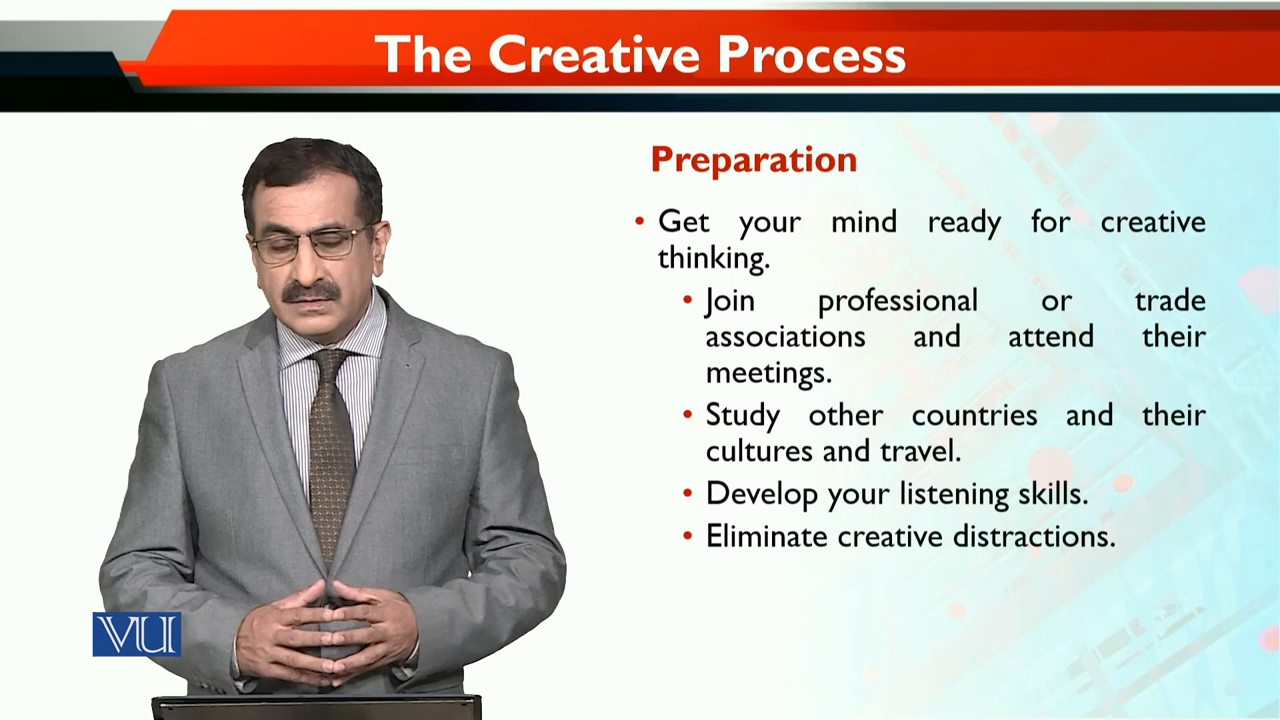 The Creative Process
Preparation
• Get your mind ready for creative
thinking.
• Join professional or trade
associations and attend their
meetings.
• Study other countries and their
cultures and travel.
• Develop your listening skills.
• Eliminate creative distractions.
VU